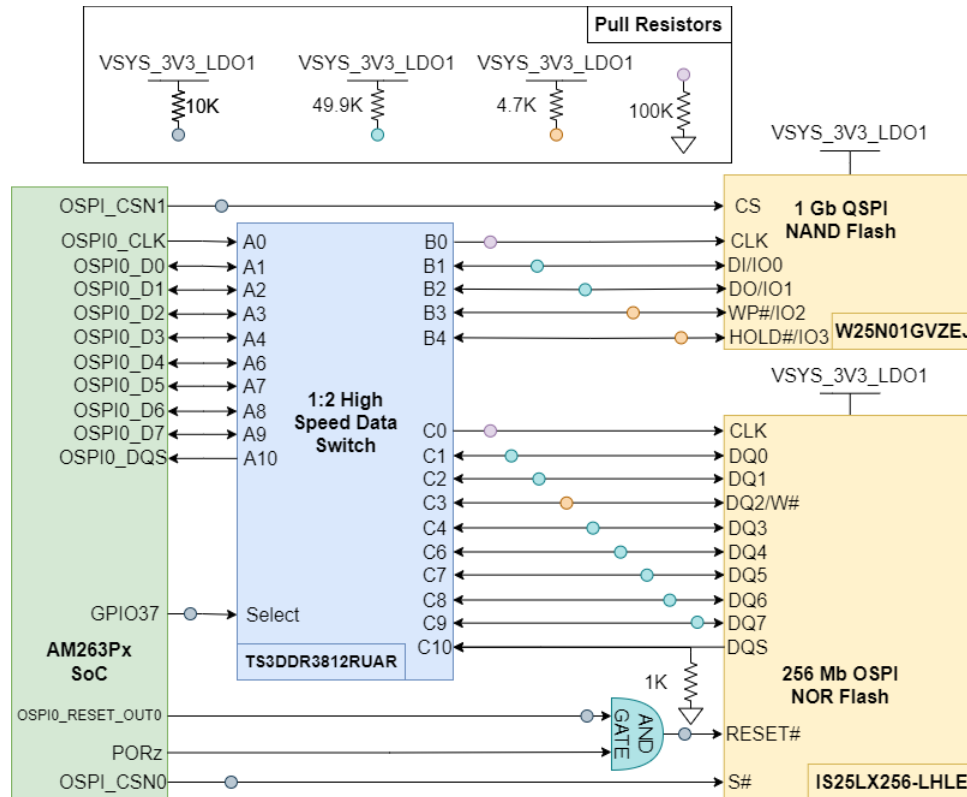 Pull Resistors
VSYS_3V3_LDO1
VSYS_3V3_LDO1
VSYS_3V3_LDO1
10K
49.9K
4.7K
100K
VSYS_3V3_LDO1
OSPI_CSN1
CS
1 Gb QSPI
NAND Flash
OSPI0_CLK
A0
B0
CLK
OSPI0_D0
A1
B1
DI/IO0
OSPI0_D1
A2
B2
DO/IO1
OSPI0_D2
A3
B3
WP#/IO2
OSPI0_D3
A4
B4
HOLD#/IO3
W25N01GVZEJ
OSPI0_D4
A6
OSPI0_D5
A7
OSPI0_D6
A8
OSPI0_D7
A9
OSPI0_DQS
A10
1:2 High
Speed Data
Switch
VSYS_3V3_LDO1
C0
CLK
C1
DQ0
C2
DQ1
C3
DQ2/W#
C4
DQ3
C6
DQ4
C7
DQ5
C8
DQ6
C9
DQ7
C10
DQS
GPIO37
Select
AM263Px
SoC
TS3DDR3812RUAR
1K
256 Mb OSPI
NOR Flash
OSPI0_RESET_OUT0
AND
GATE
RESET#
PORz
OSPI_CSN0
S#
IS25LX256-LHLE